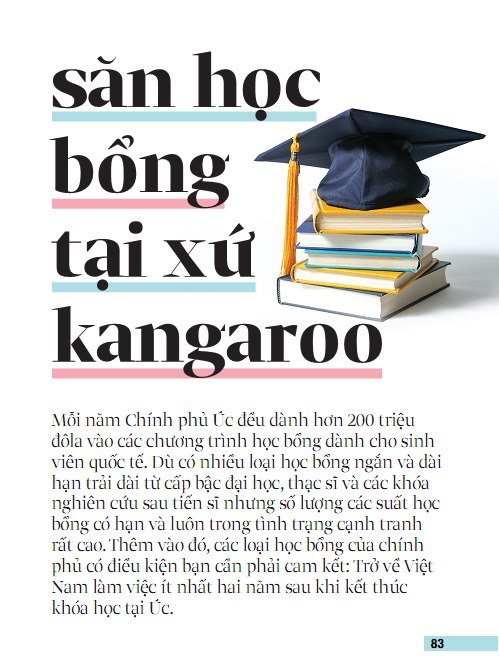 săn học
bổng
tại xứ
kangaroo
Mỗi năm Chính phủ Úc đều dành hơn 200 triệu
đôla vào các chương trình học bổng dành cho sinh
viên quốc tế. Dù có nhiều loại học bổng ngắn và dài
hạn trải dài từ cấp bậc đại học, thạc sĩ và các khóa
nghiên cứu sau tiến sĩ nhưng số lượng các suất học
bổng có hạn và luôn trong tình trạng cạnh tranh
rất cao. Thêm vào đó, các loại học bổng của chính
phủ có điều kiện bạn cần phải cam kết: Trở về Việt
Nam làm việc ít nhất hai năm sau khi kết thúc
khóa học tại Úc.
83